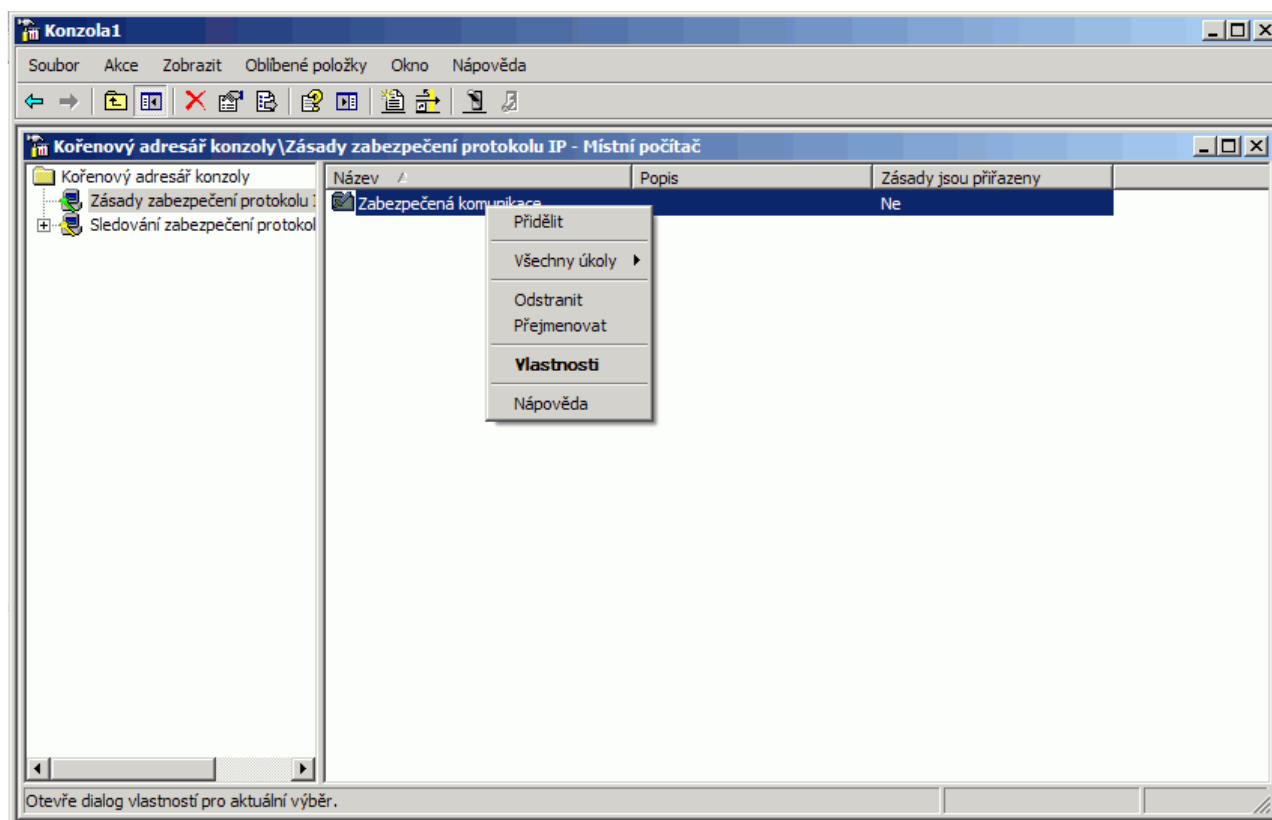 Konzola1
Soubor Akce Zobrazit Oblíbené položky Okno Nápověda
Kořenový adresář konzoly\Zásady zabezpečení protokolu IP - Místní počítač
Kořenový adresář konzoly
Zásady zabezpečení protokolu I
Sledování zabezpečení protokol
Název Popis Zásady jsou přiřazeny
Zabezpečená komunikace Ne
Přidělit
Všechny úkoly
Odstranit
Přejmenovat
Vlastnosti
Nápověda
Otevře dialog vlastností pro aktuální výběr.